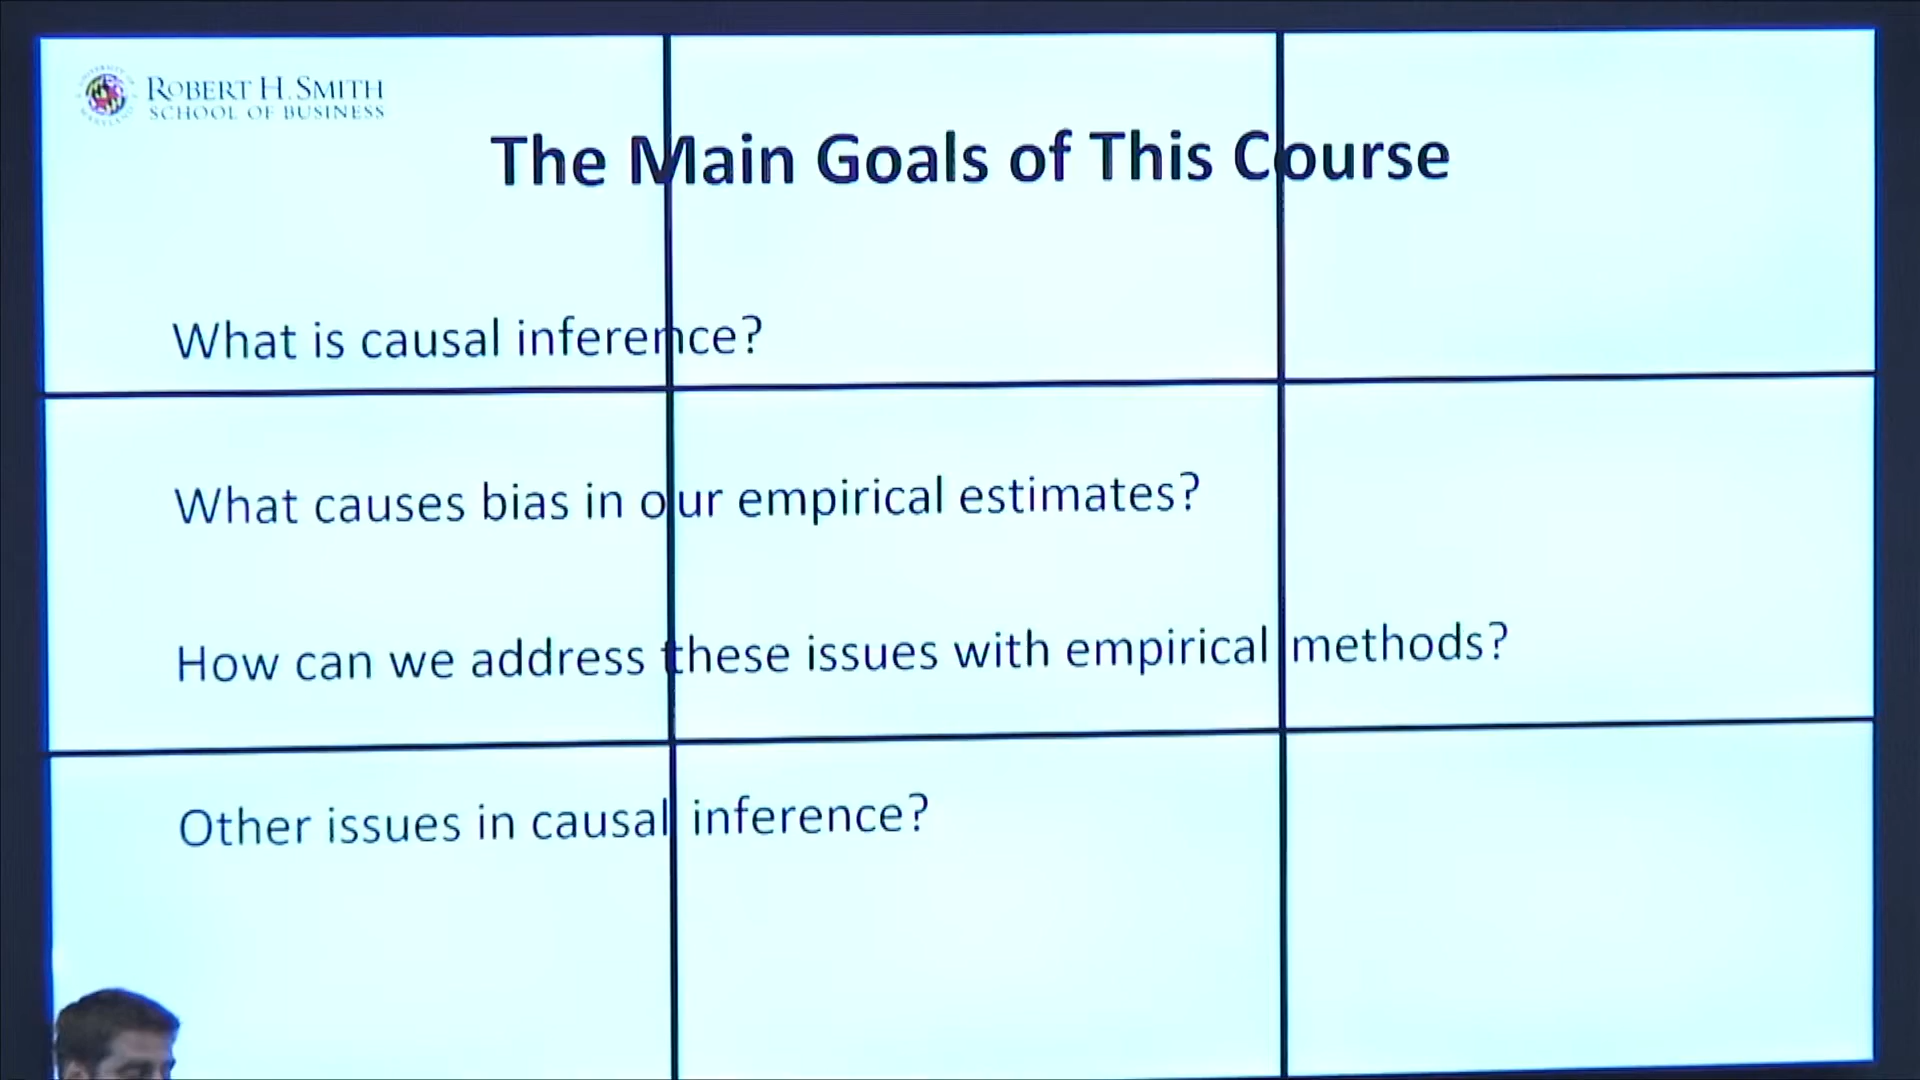 ROBERT H. SMITH
SCHOOL OF BUSINESS
The Main Goals of This Course
What is causal inference?
What causes bias in our empirical estimates?
How can we address these issues with empirical methods?
Other issues in causal inference?